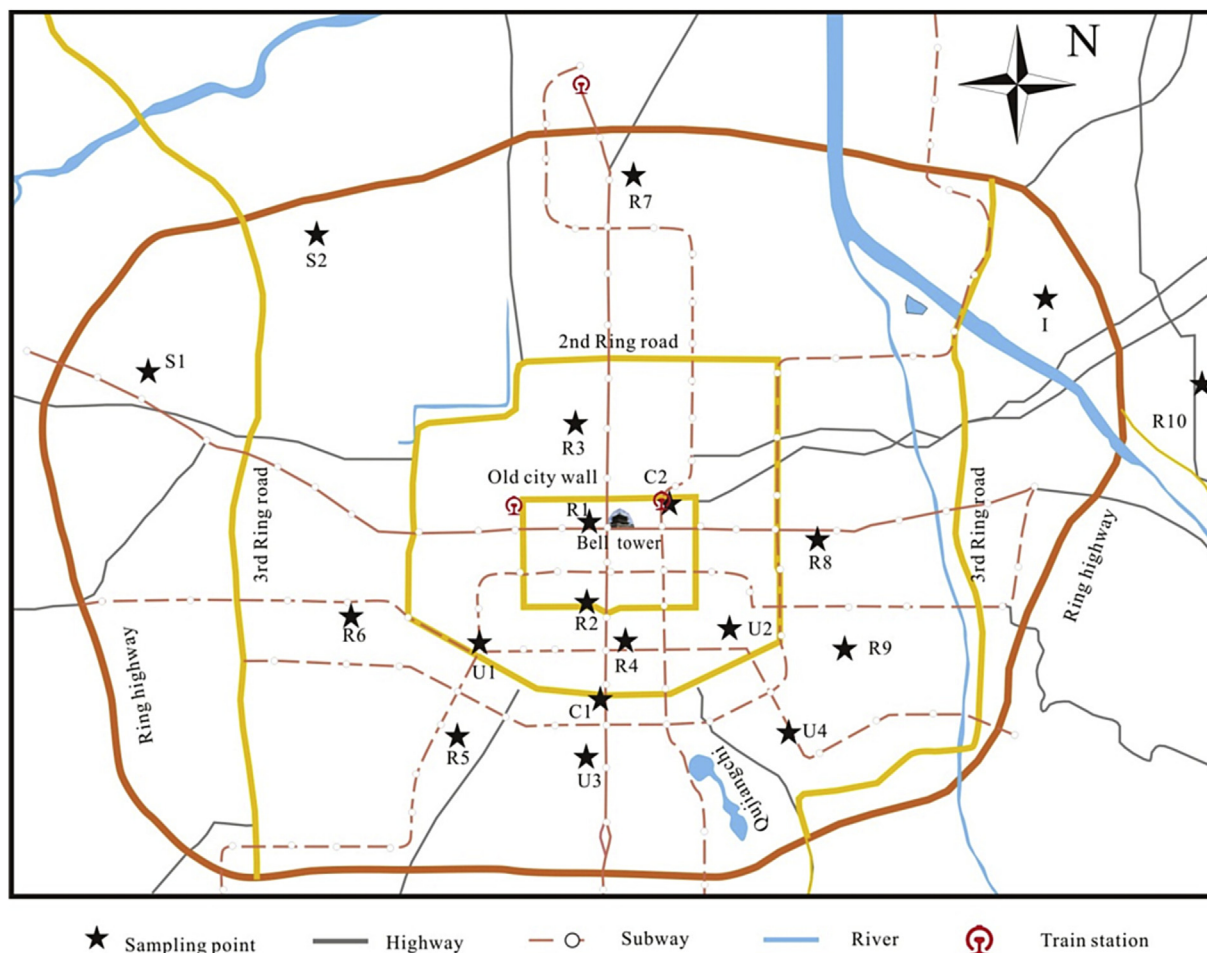 N
R7
S2
I
2nd Ring road
S1
R10
R3
Old city wall
C2
R1
Bell tower
R8
3rd Ring road
3rd Ring road
Ring highway
R2
R6
U2
R4
R9
U1
Ring highway
C1
U4
R5
U3
Qujiangchi
Sampling point
Highway
Subway
River
Train station